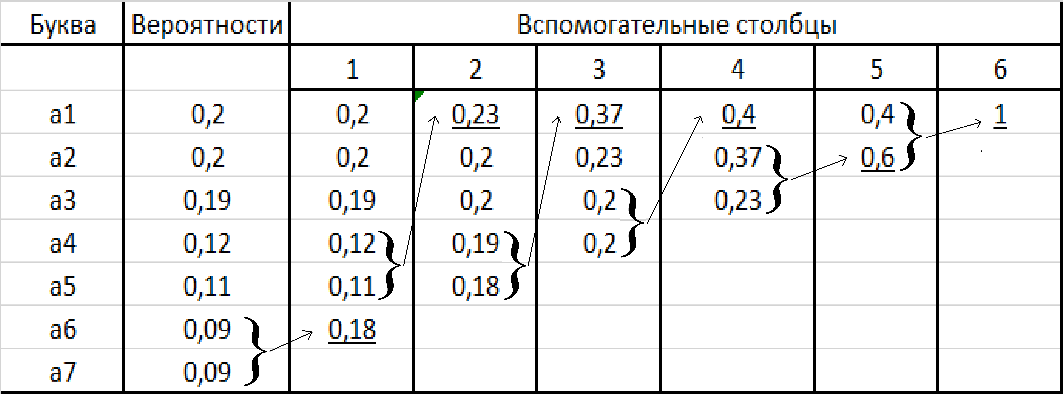 Буква Вероятности Вспомогательные столбцы
1 2 3 4 5 6
a1 0,2 0,2 0,23 0,37 0,4 0,4 1
a2 0,2 0,2 0,2 0,23 0,37 0,6
a3 0,19 0,19 0,2 0,2 0,23
a4 0,12 0,12 0,19 0,2
a5 0,11 0,11 0,18
a6 0,09 0,18
a7 0,09